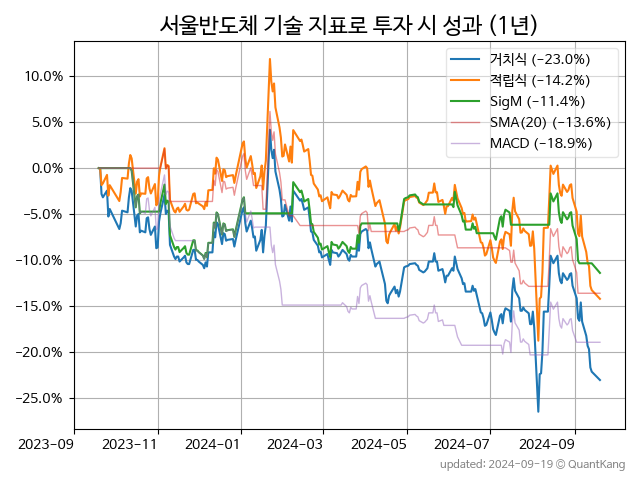 서울반도체 기술 지표로 투자 시 성과 (1년)
거치식 (−23.0%)
적립식 (−14.2%)
SigM (−11.4%)
SMA(20) (−13.6%)
MACD (−18.9%)
10.0%
5.0%
0.0%
−5.0%
−10.0%
−15.0%
−20.0%
−25.0%
2023-09 2023-11 2024-01 2024-03 2024-05 2024-07 2024-09
updated: 2024-09-19 © QuantKang